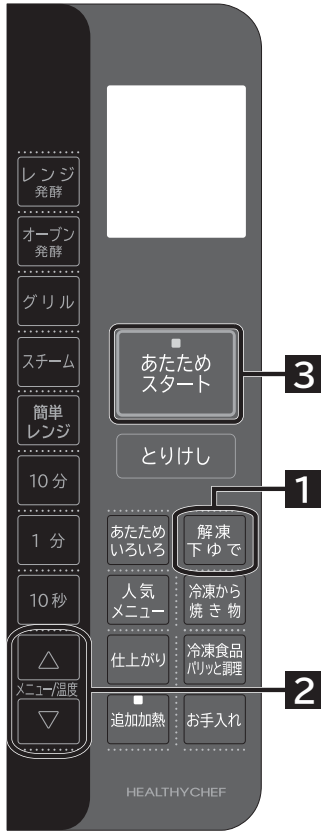 レンジ
発酵
オーブン
発酵
グリル
スチーム
簡単
レンジ
10分
1分
10秒
△
メニュー/温度
▽
あたため
スタート
3
とりけし
1
あたため
いろいろ
解凍
下ゆで
人気
メニュー
冷凍から
焼き物
仕上がり
冷凍食品
パリッと調理
2
追加加熱
お手入れ
HEALTHYCHEF